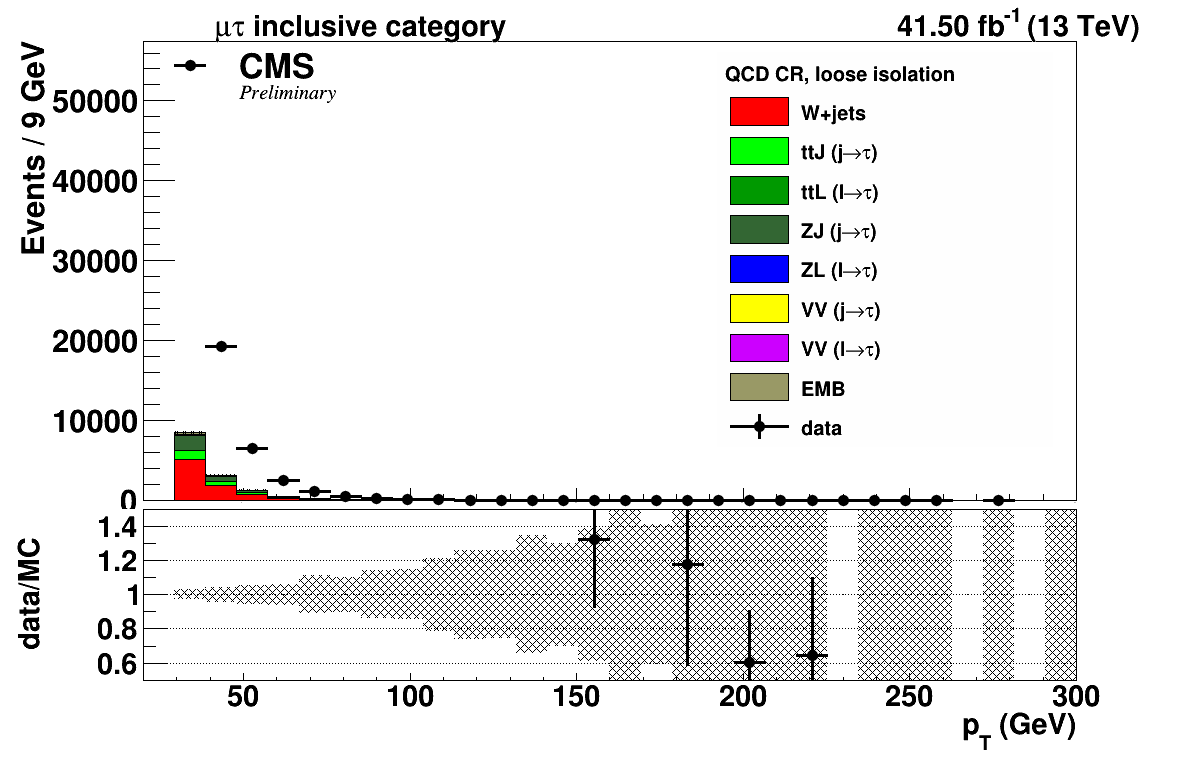 μτ inclusive category
41.50 fb-1 (13 TeV)
CMS
Preliminary
Events / 9 GeV
50000
40000
30000
20000
10000
0
QCD CR, loose isolation
W+jets
ttJ (j→τ)
ttL (l→τ)
ZJ (j→τ)
ZL (l→τ)
VV (j→τ)
VV (l→τ)
EMB
data
data/MC
1.4
1.2
1
0.8
0.6
50 100 150 200 250 300
pT (GeV)